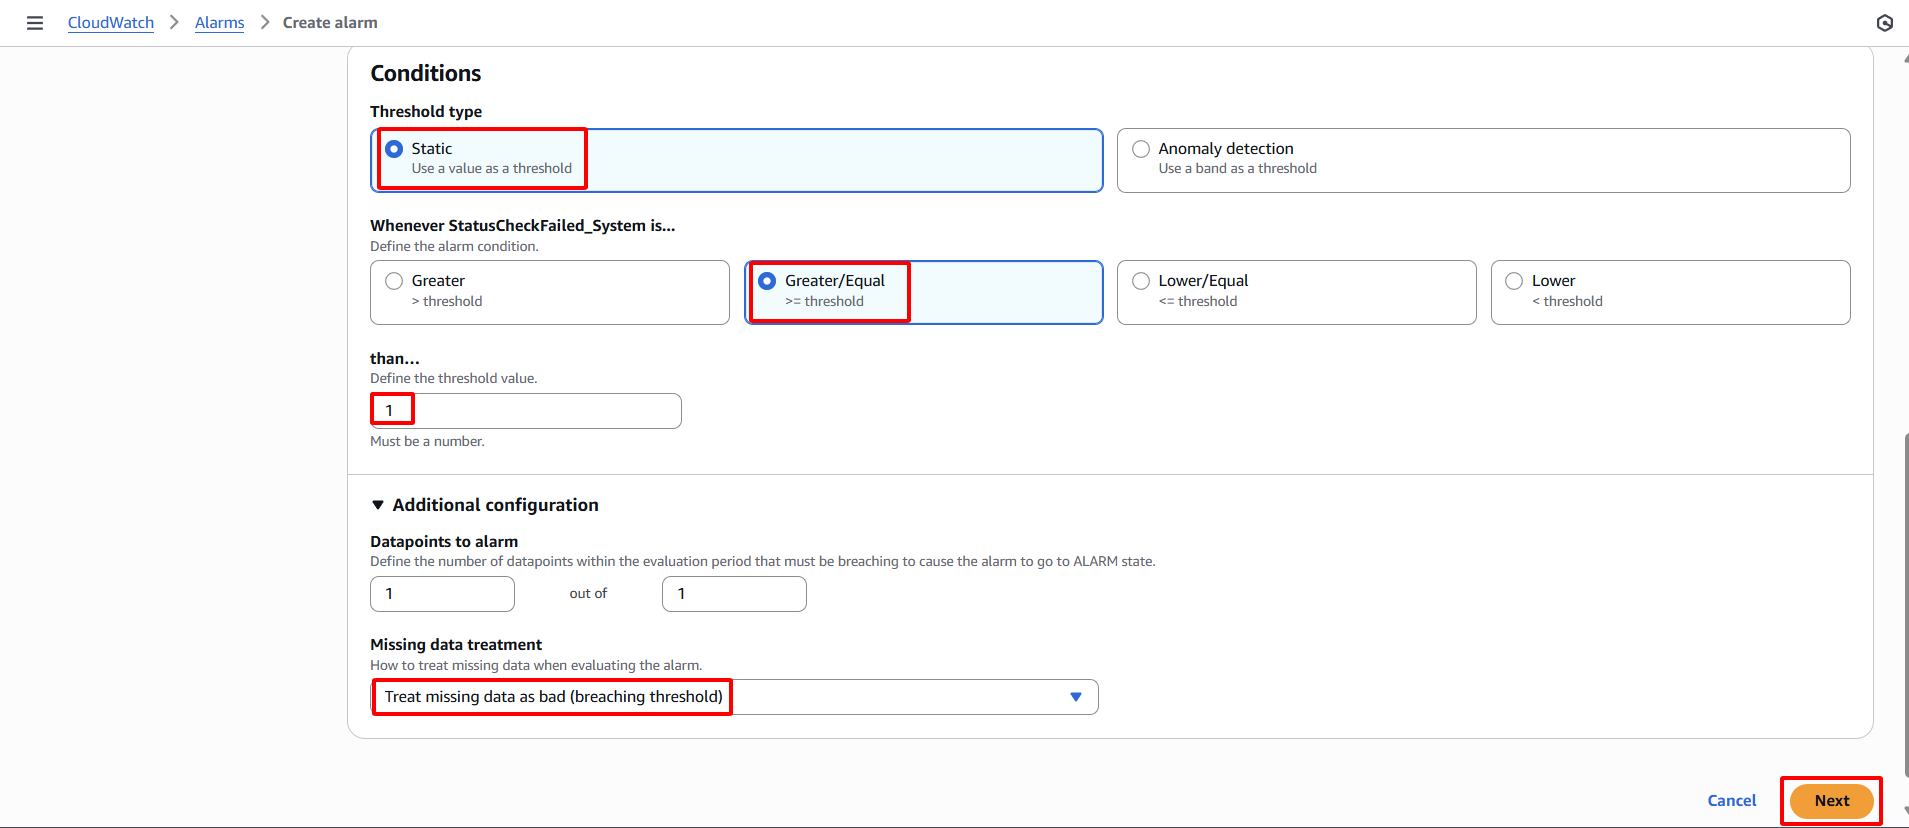 CloudWatch > Alarms > Create alarm
Conditions
Threshold type
Static
Use a value as a threshold
Anomaly detection
Use a band as a threshold
Whenever StatusCheckFailed_System is...
Define the alarm condition.
Greater
> threshold
Greater/Equal
>= threshold
Lower/Equal
<= threshold
Lower
< threshold
than...
Define the threshold value.
1
Must be a number.
Additional configuration
Datapoints to alarm
Define the number of datapoints within the evaluation period that must be breaching to cause the alarm to go to ALARM state.
1 out of 1
Missing data treatment
How to treat missing data when evaluating the alarm.
Treat missing data as bad (breaching threshold)
Cancel Next